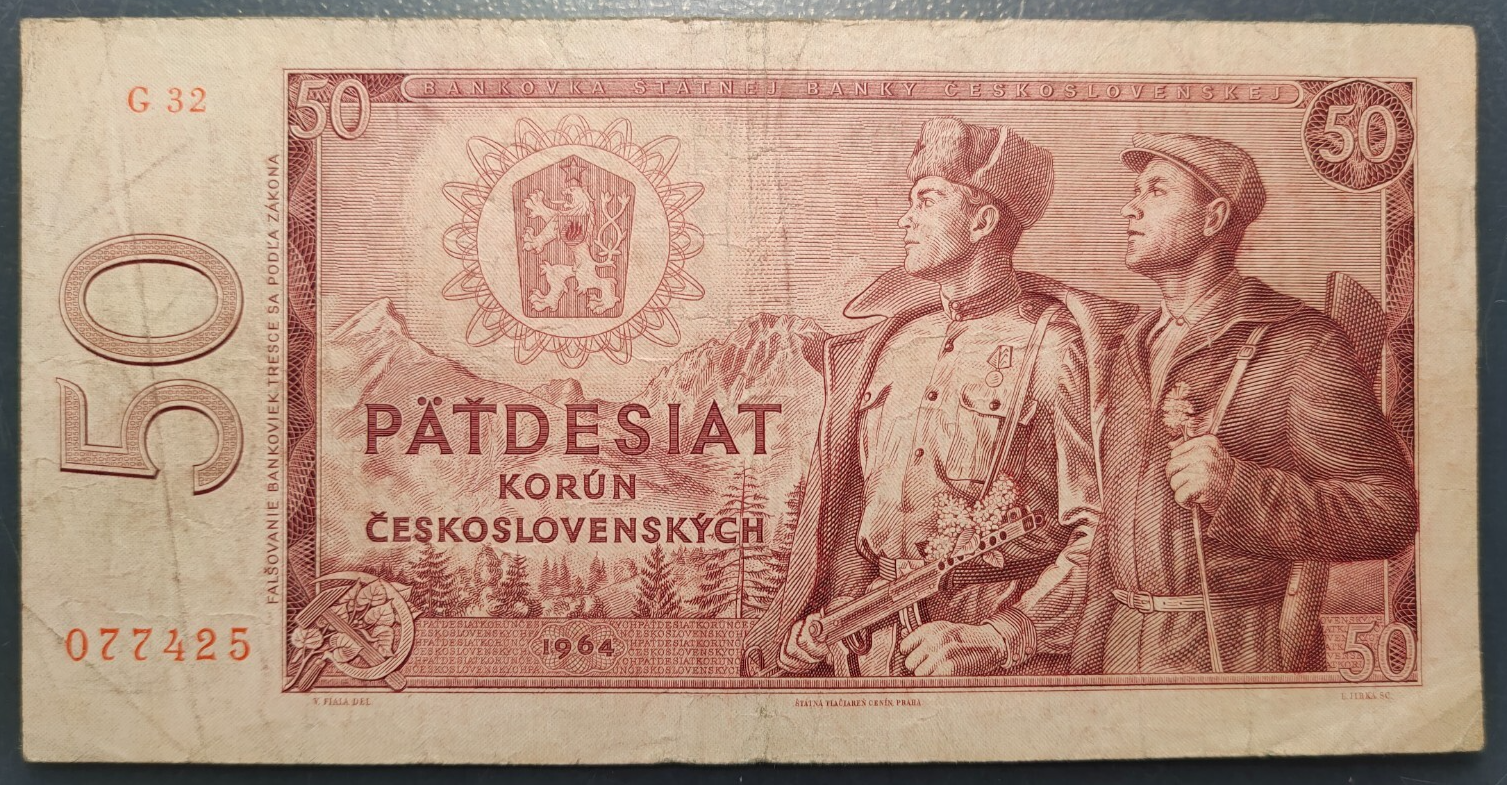 G 32
50
BANKOVKA ŠTÁTNEJ BANKY ČESKOSLOVENSKEJ
50
50
FALŠOVANIE BANKOVIEK TRESCE SA PODĽA ZÁKONA
PÄŤDESIAT
KORÚN
ČESKOSLOVENSKÝCH
077425
1964
50
V. FIALA DEL.
ŠTÁTNA TLAČIAREŇ CENÍN, PRAHA
L. JIRKA SC.